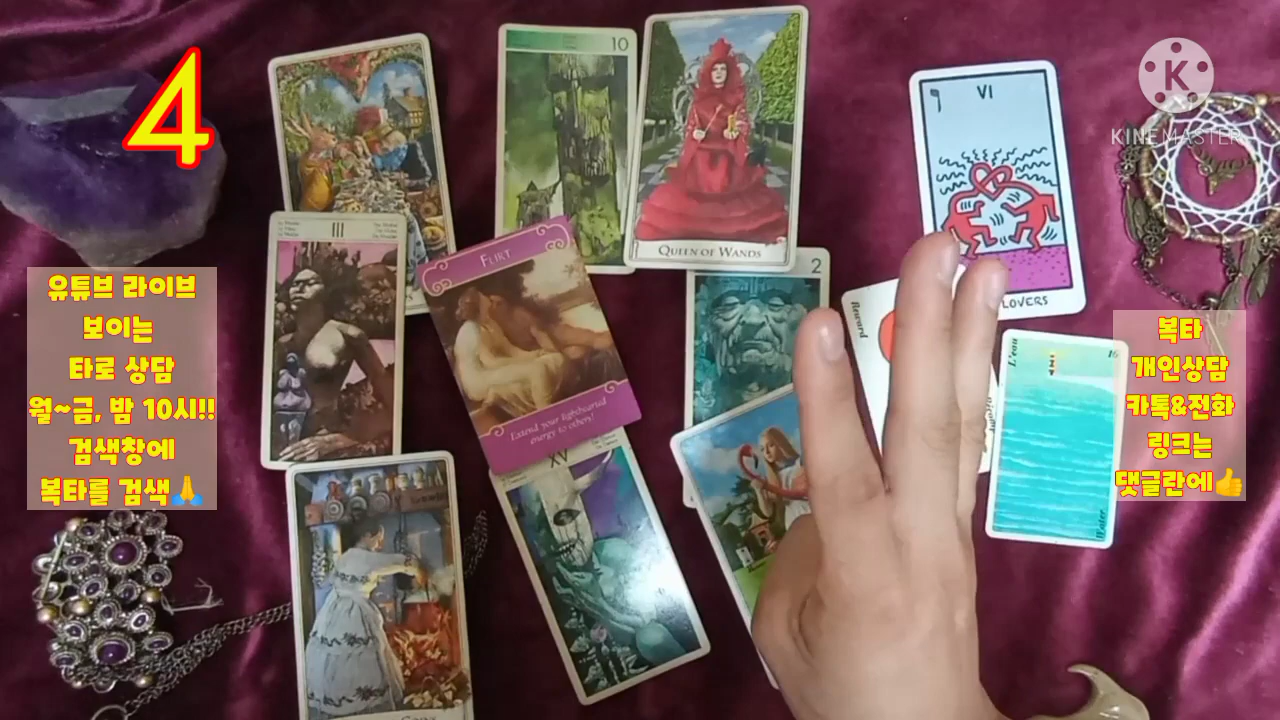 4
유튜브 라이브
보이는
타로 상담
월~금, 밤 10시!!
검색창에
복타를 검색🙏
III
10
QUEEN OF WANDS
FLIRT
Extend your lighthearted
energy to others!
XV
2
VI
LOVERS
Reward
L'eau
16
Water
KINEMASTER
복타
개인상담
카톡&전화
링크는
댓글란에👍